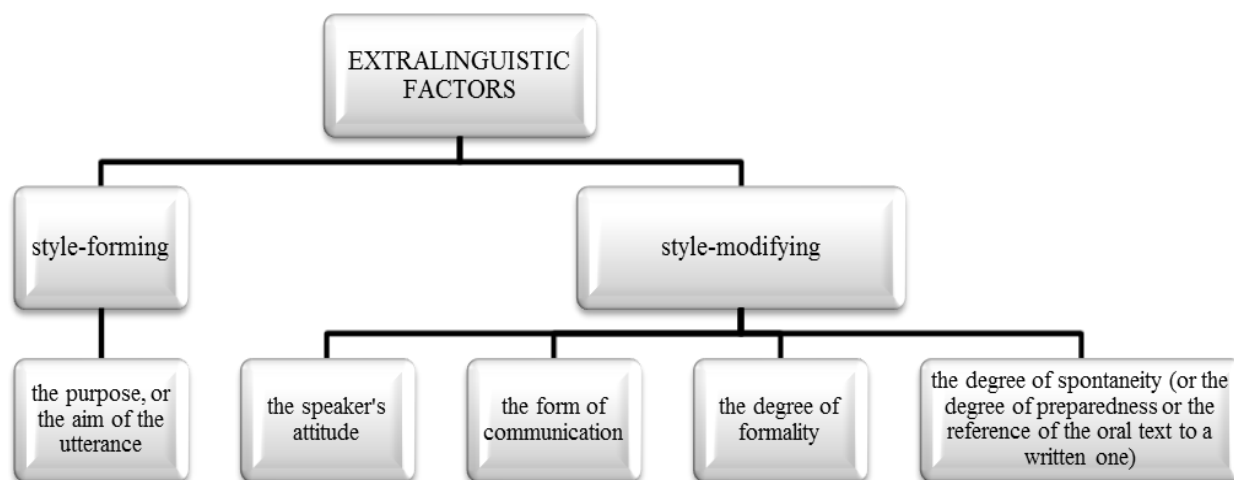 EXTRALINGUISTIC
FACTORS
style-forming
style-modifying
the purpose, or
the aim of the
utterance
the speaker's
attitude
the form of
communication
the degree of
formality
the degree of spontaneity (or the
degree of preparedness or the
reference of the oral text to a
written one)